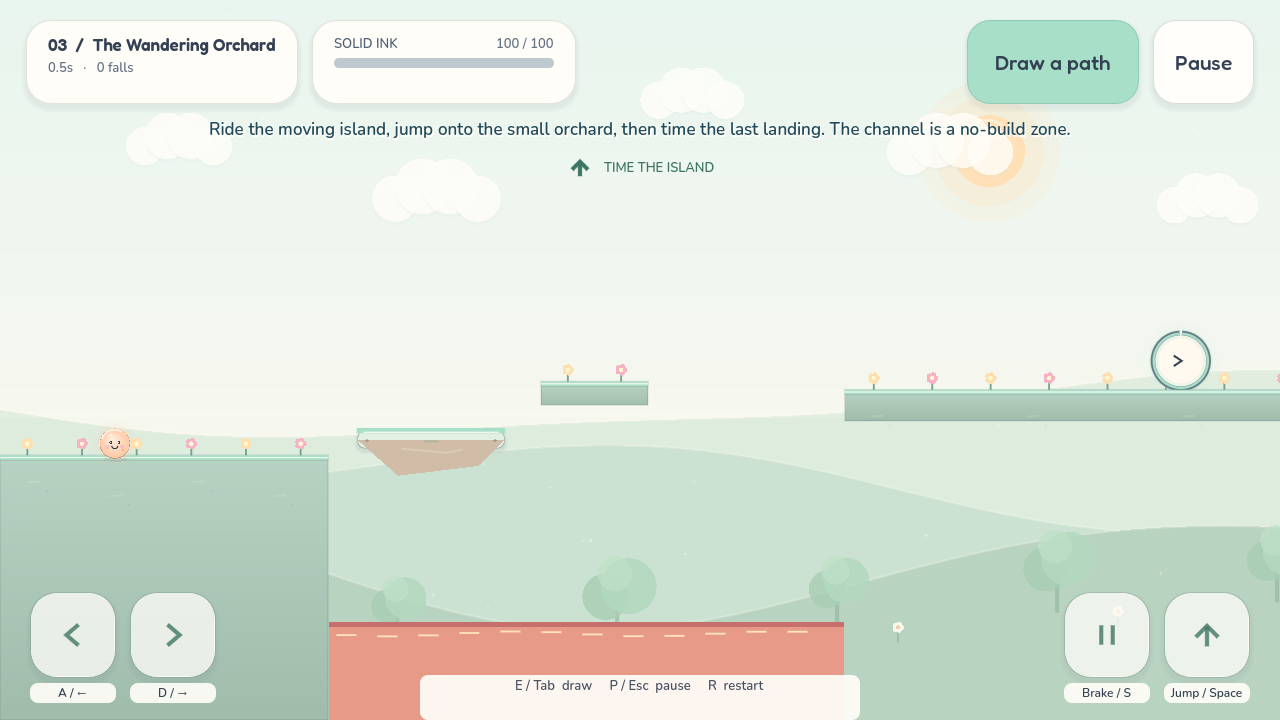 03 / The Wandering Orchard
0.5s · 0 falls
SOLID INK 100 / 100
Draw a path
Pause
Ride the moving island, jump onto the small orchard, then time the last landing. The channel is a no-build zone.
TIME THE ISLAND
A / ←
D / →
E / Tab draw P / Esc pause R restart
Brake / S
Jump / Space